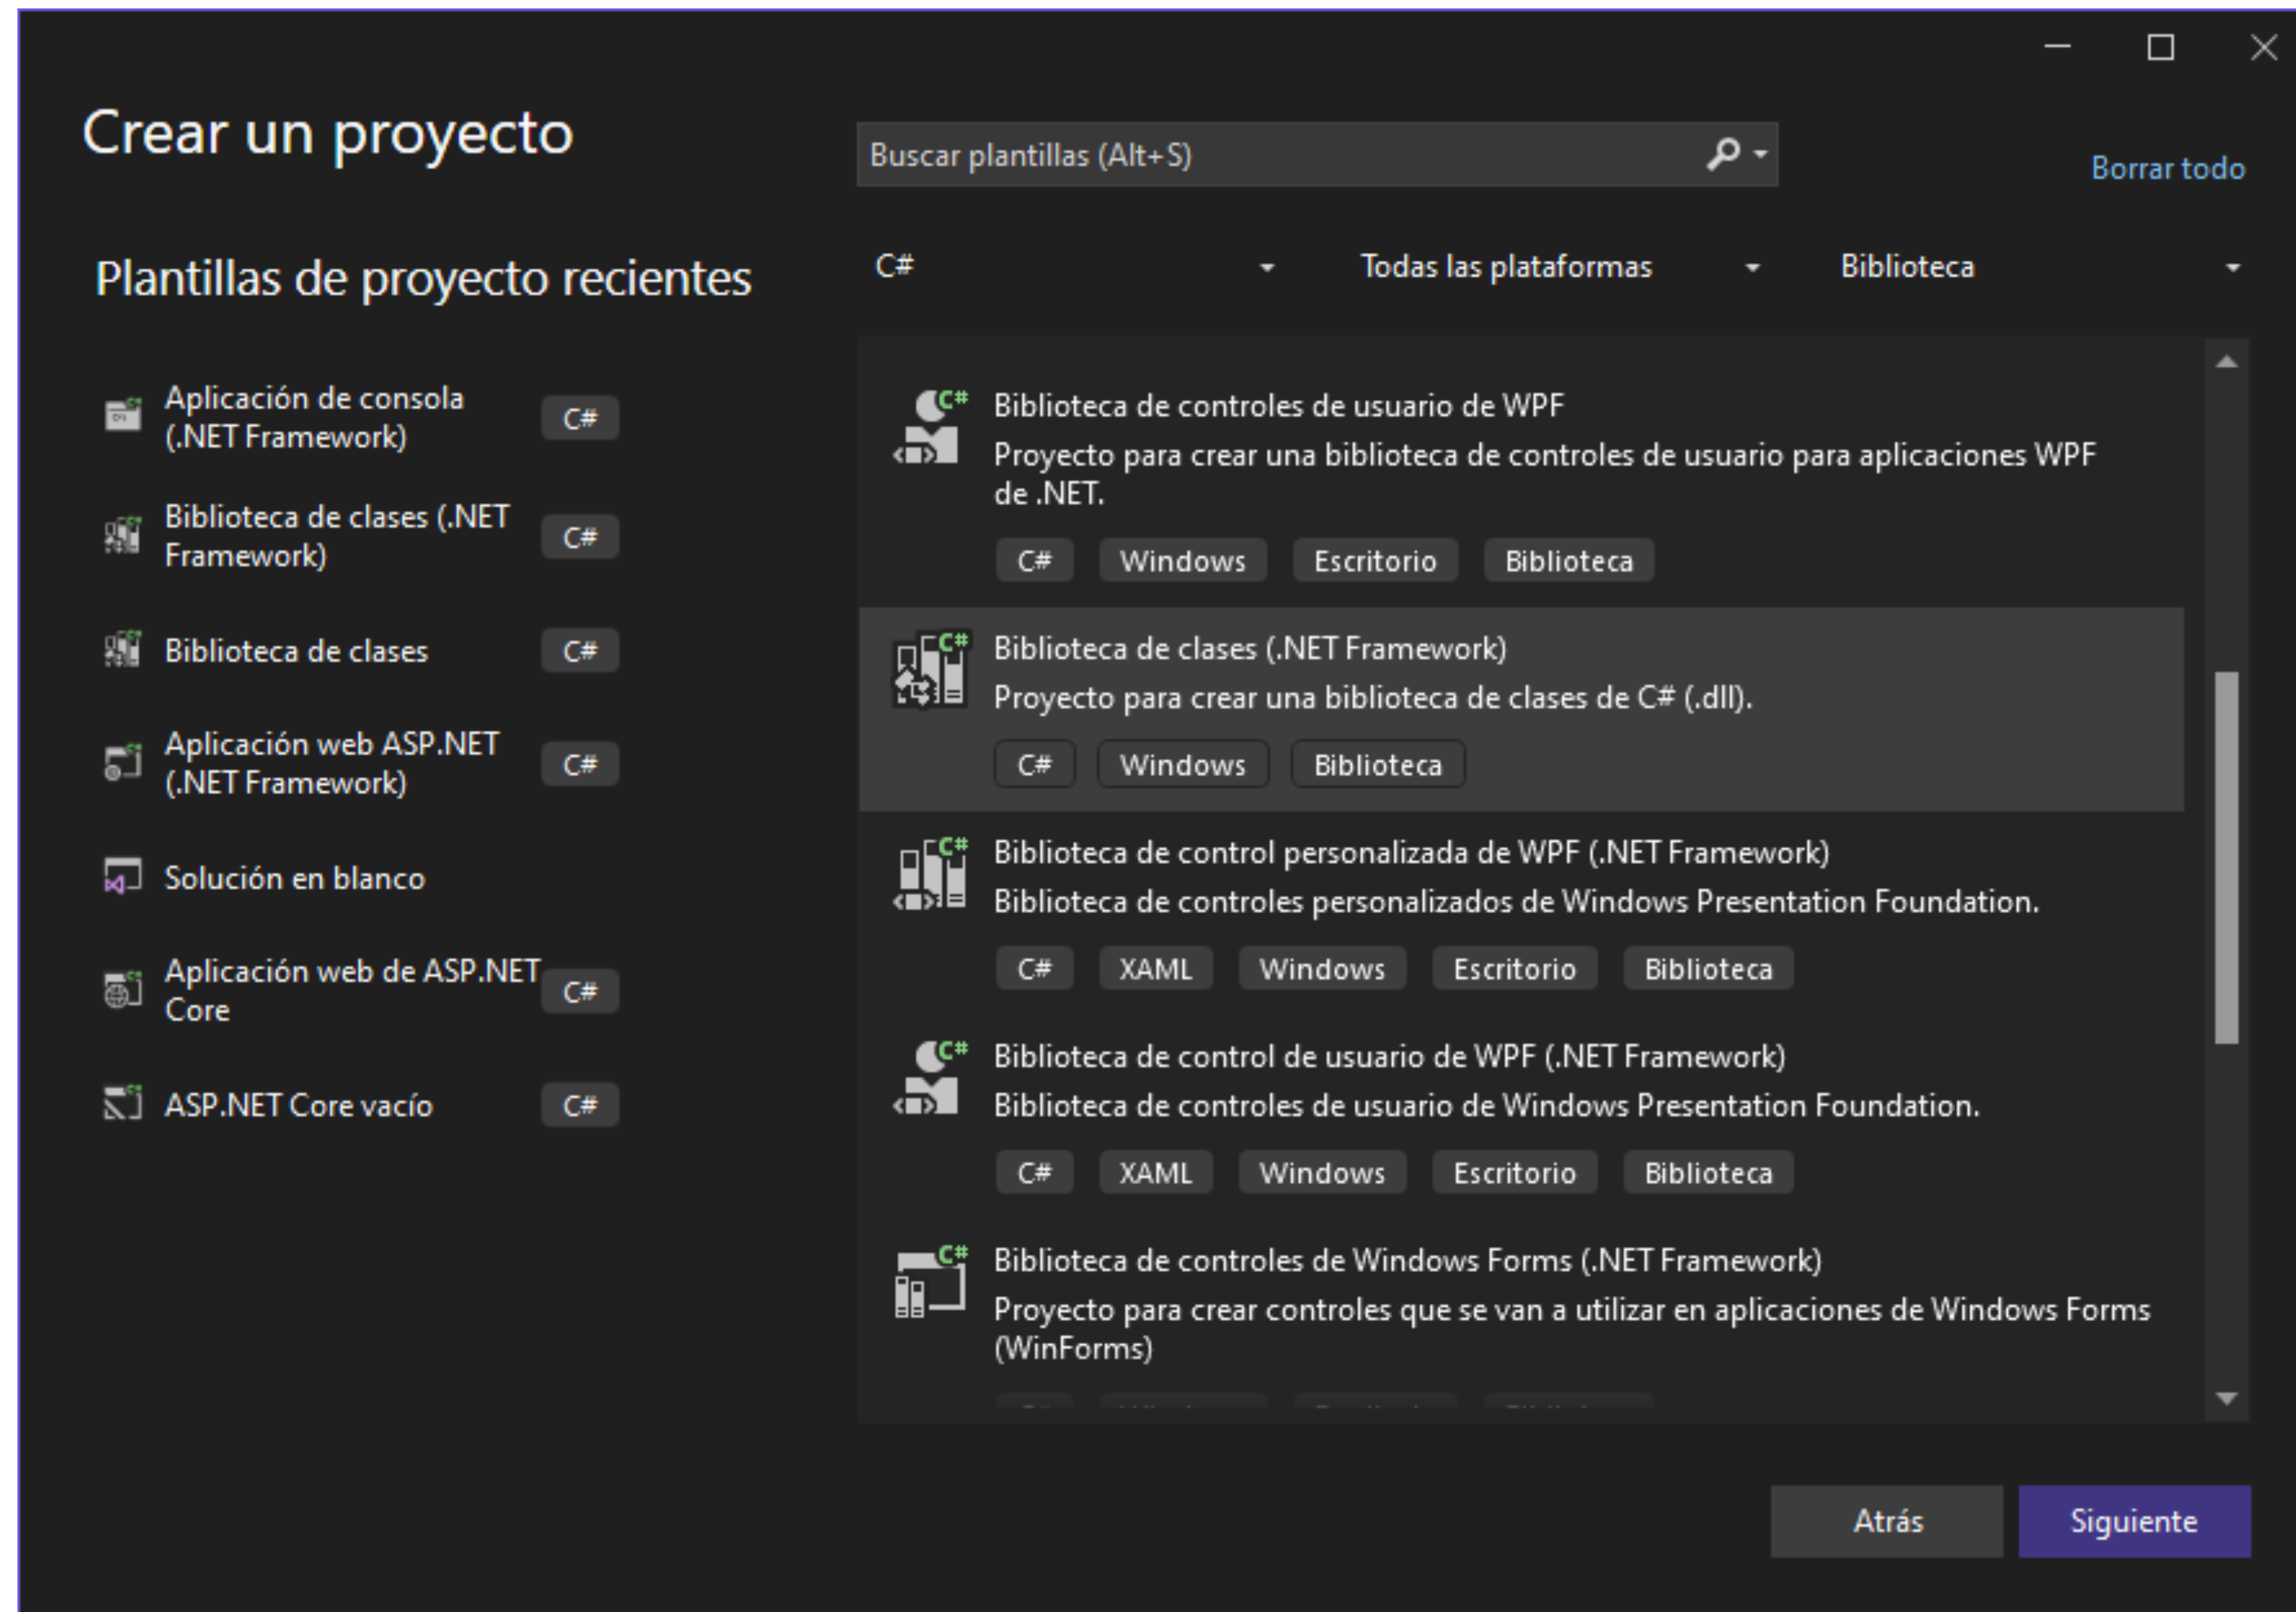 Crear un proyecto
Buscar plantillas (Alt+S)
Borrar todo
Plantillas de proyecto recientes
C#
Todas las plataformas
Biblioteca
Aplicación de consola
(.NET Framework)
C#
Biblioteca de clases (.NET
Framework)
C#
Biblioteca de clases
C#
Aplicación web ASP.NET
(.NET Framework)
C#
Solución en blanco
Aplicación web de ASP.NET
Core
C#
ASP.NET Core vacío
C#
Biblioteca de controles de usuario de WPF
Proyecto para crear una biblioteca de controles de usuario para aplicaciones WPF
de .NET.
C# Windows Escritorio Biblioteca
Biblioteca de clases (.NET Framework)
Proyecto para crear una biblioteca de clases de C# (.dll).
C# Windows Biblioteca
Biblioteca de control personalizada de WPF (.NET Framework)
Biblioteca de controles personalizados de Windows Presentation Foundation.
C# XAML Windows Escritorio Biblioteca
Biblioteca de control de usuario de WPF (.NET Framework)
Biblioteca de controles de usuario de Windows Presentation Foundation.
C# XAML Windows Escritorio Biblioteca
Biblioteca de controles de Windows Forms (.NET Framework)
Proyecto para crear controles que se van a utilizar en aplicaciones de Windows Forms
(WinForms)
Atrás
Siguiente